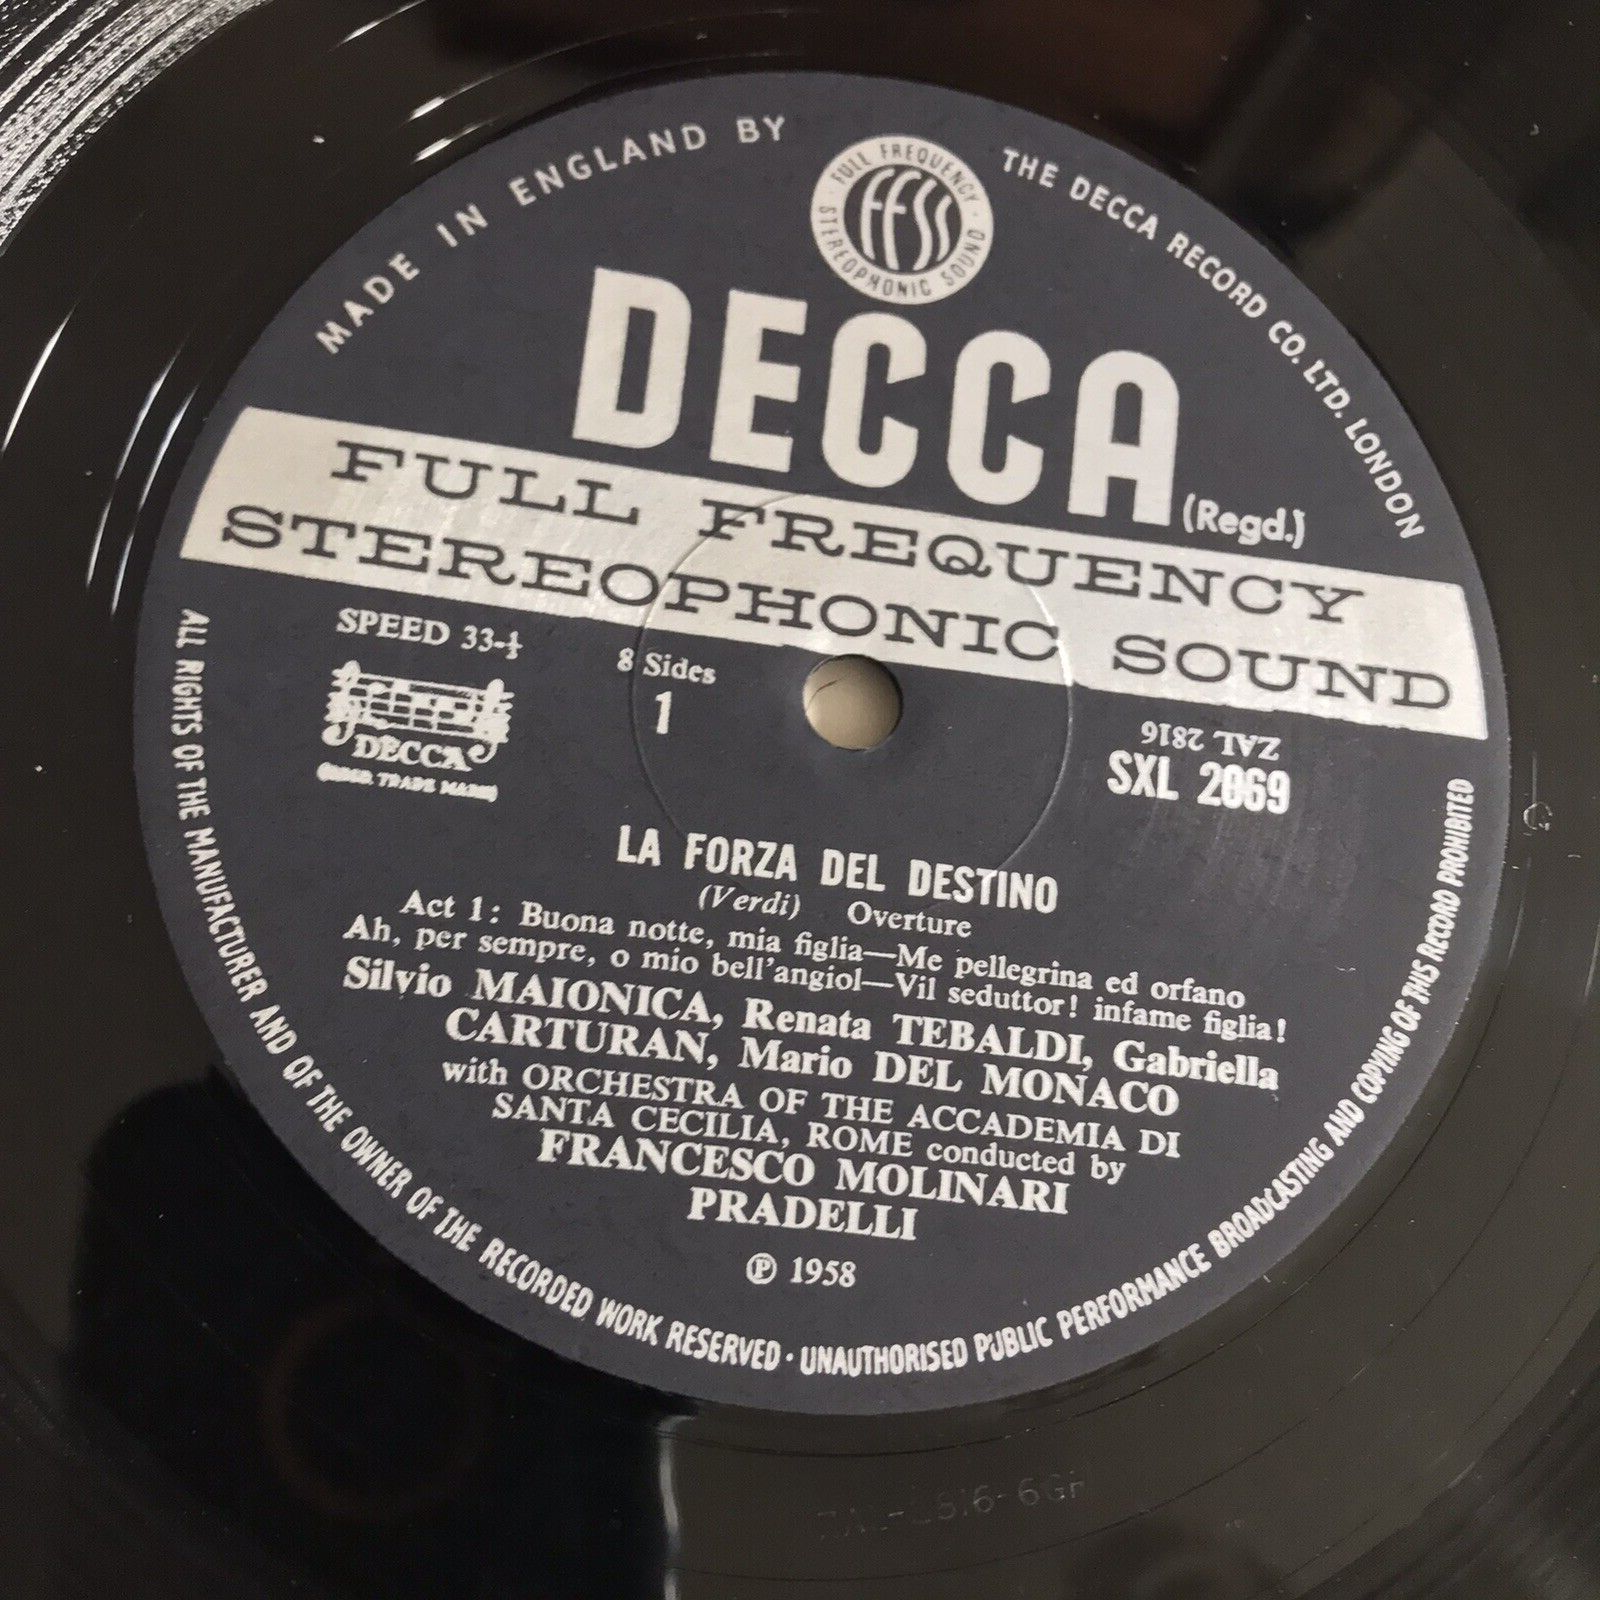 MADE IN ENGLAND BY
THE DECCA RECORD CO. LTD. LONDON
FULL FREQUENCY
STEREOPHONIC SOUND
FFSS
DECCA (Regd.)
FULL FREQUENCY
STEREOPHONIC SOUND
SPEED 33-⅓
8 Sides
1
DECCA
TRADE MARK
ZAL 2816
SXL 2069
LA FORZA DEL DESTINO
(Verdi) Overture
Act 1: Buona notte, mia figlia—Me pellegrina ed orfano
Ah, per sempre, o mio bell'angiol—Vil seduttor! infame figlia!
Silvio MAIONICA, Renata TEBALDI, Gabriella
CARTURAN, Mario DEL MONACO
with ORCHESTRA OF THE ACCADEMIA DI
SANTA CECILIA, ROME conducted by
FRANCESCO MOLINARI
PRADELLI
℗ 1958
ALL RIGHTS OF THE MANUFACTURER AND OF THE OWNER OF THE RECORDED WORK RESERVED · UNAUTHORISED PUBLIC PERFORMANCE BROADCASTING AND COPYING OF THIS RECORD PROHIBITED